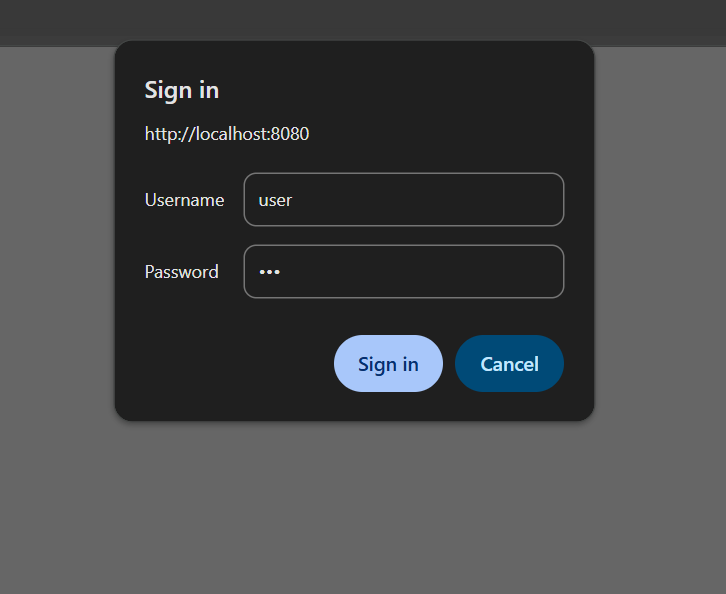 Sign in
http://localhost:8080
Username user
Password •••
Sign in Cancel